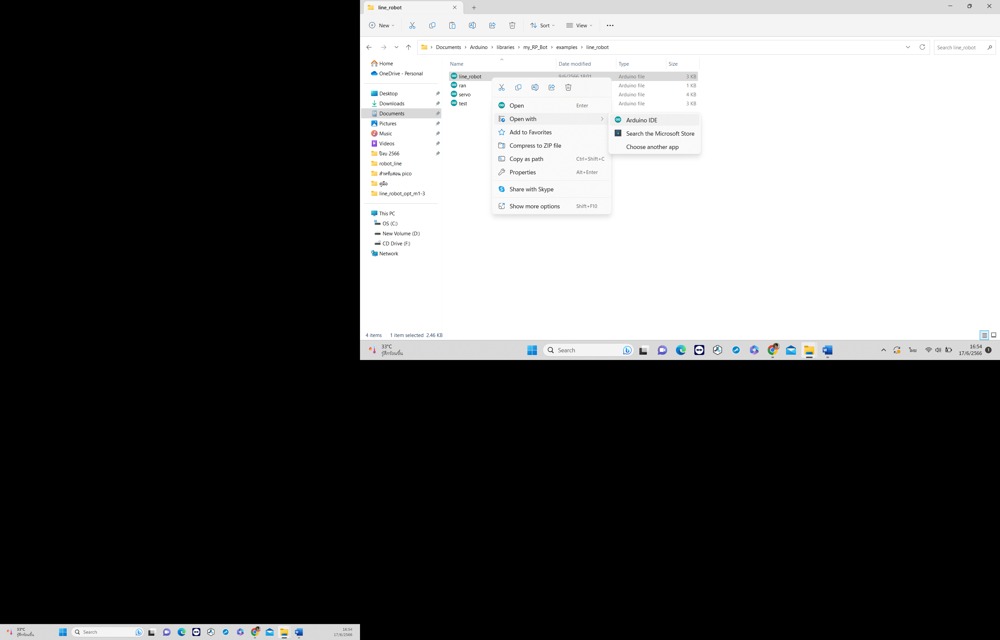 line_robot
New
Sort
View
Documents
Arduino
libraries
my_RP_Bot
examples
line_robot
Search line_robot
Name
Date modified
Type
Size
Home
OneDrive - Personal
Desktop
Downloads
Documents
Pictures
Music
Videos
ปีงบ 2566
robot_line
สำหรับสอน pico
คู่มือ
line_robot_opt_m1-3
This PC
OS (C:)
New Volume (D:)
CD Drive (F:)
Network
line_robot 9/6/2566 18:01 Arduino file 3 KB
ran Arduino file 1 KB
servo Arduino file 4 KB
test Arduino file 3 KB
Open Enter
Open with
Add to Favorites
Compress to ZIP file
Copy as path Ctrl+Shift+C
Properties Alt+Enter
Share with Skype
Show more options Shift+F10
Arduino IDE
Search the Microsoft Store
Choose another app
4 items 1 item selected 2.46 KB
33°C
รู้สึกร้อนขึ้น
Search
ไทย
16:54
17/6/2566
1
33°C
รู้สึกร้อนขึ้น
Search
16:54
17/6/2566